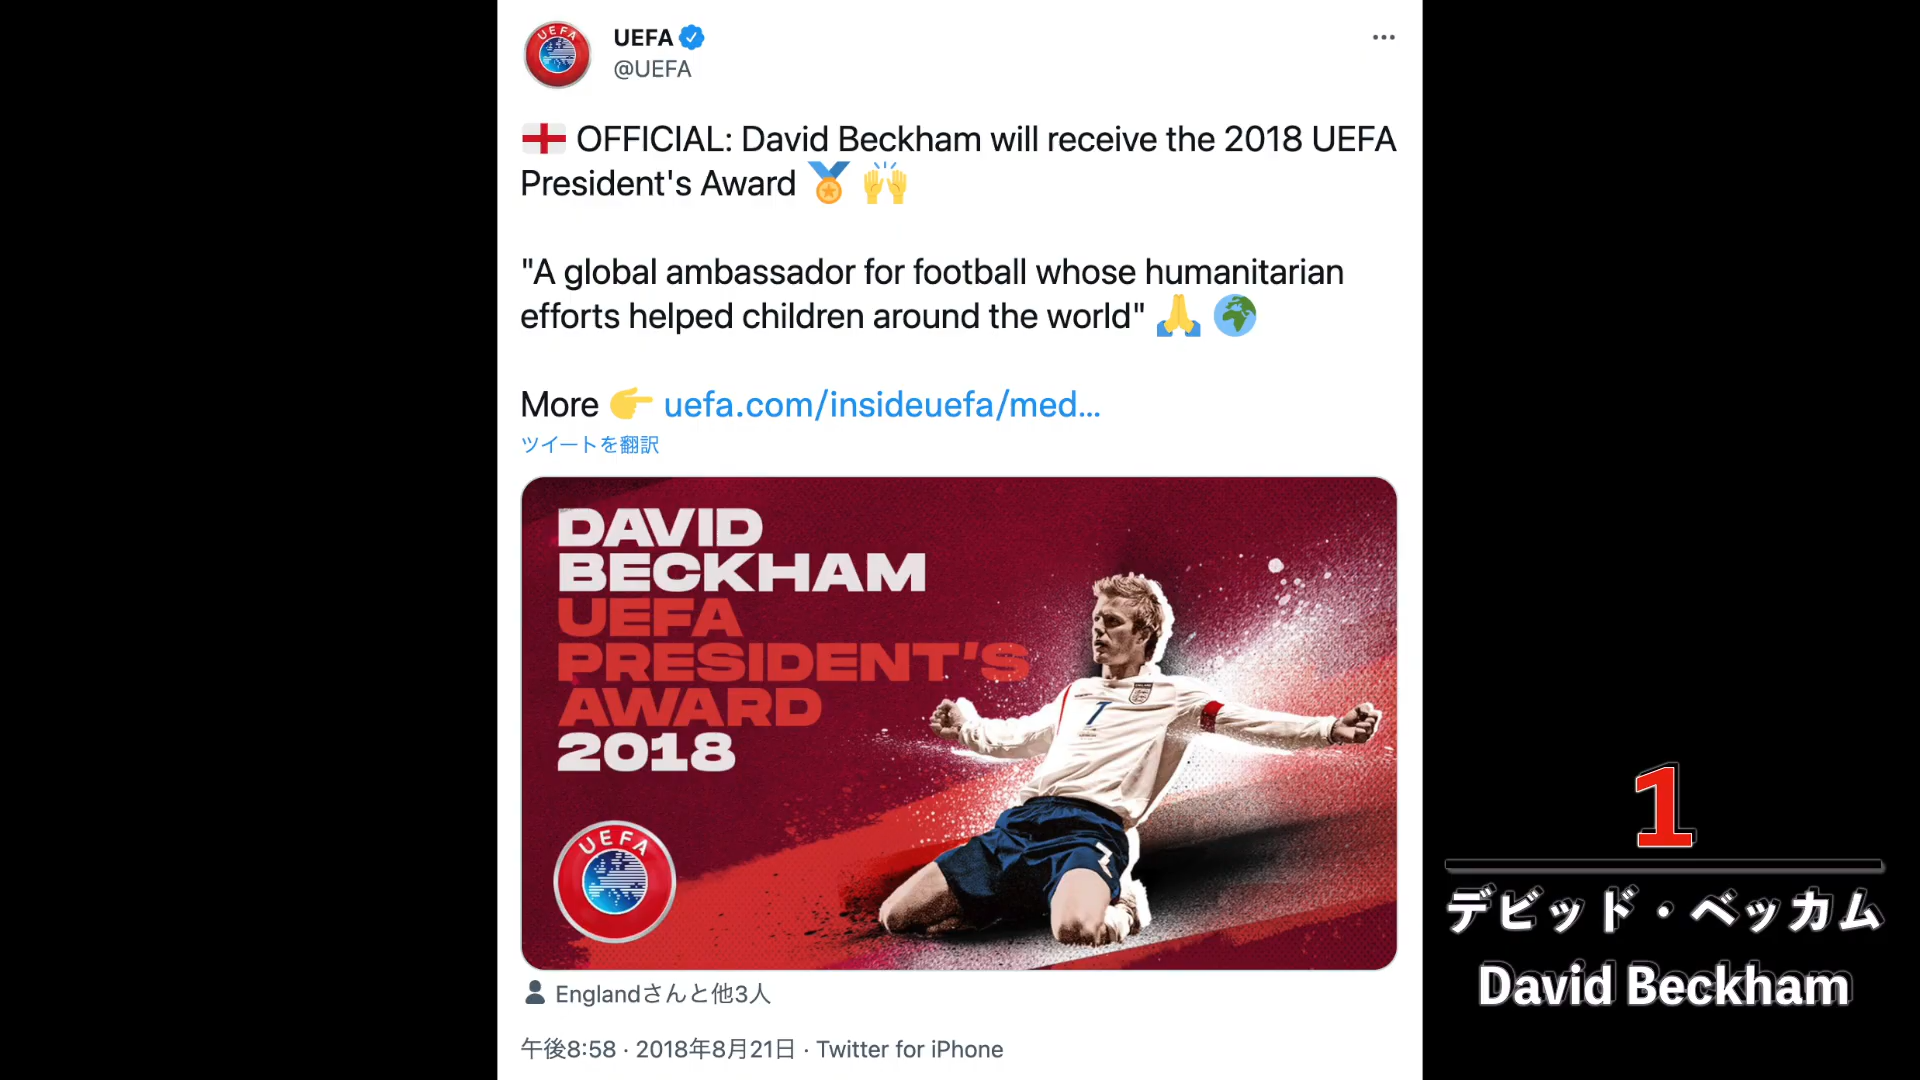 UEFA
@UEFA
🏴󠁧󠁢󠁥󠁮󠁧󠁿 OFFICIAL: David Beckham will receive the 2018 UEFA
President's Award 🏅 🙌
"A global ambassador for football whose humanitarian
efforts helped children around the world" 🙏 🌍
More 👉 uefa.com/insideuefa/med…
ツイートを翻訳
DAVID
BECKHAM
UEFA
PRESIDENT'S
AWARD
2018
7
7
UEFA
Englandさんと他3人
午後8:58 · 2018年8月21日 · Twitter for iPhone
1
デビッド・ベッカム
David Beckham